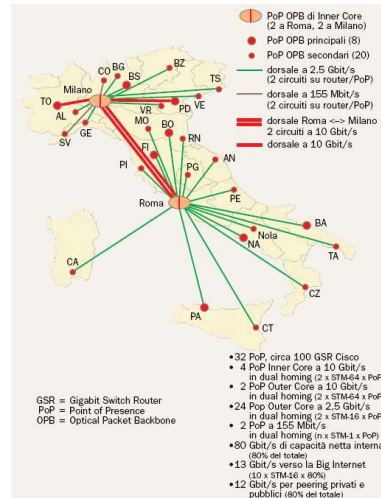 PoP OPB di Inner Core
(2 a Roma, 2 a Milano)
PoP OPB principali (8)
PoP OPB secondari (20)
dorsale a 2.5 Gbit/s
(2 circuiti su router/PoP)
dorsale a 155 Mbit/s
(2 circuiti su router/PoP)
dorsale Roma <-> Milano
2 circuiti a 10 Gbit/s
dorsale a 10 Gbit/s
BZ
BG
CO
BS
TS
Milano
TO
VE
AL
VR
PD
GE
MO
BO
SV
RN
FI
AN
PI
PG
PE
Roma
BA
Nola
NA
TA
CA
CZ
PA
CT
GSR = Gigabit Switch Router
PoP = Point of Presence
OPB = Optical Packet Backbone
•32 PoP, circa 100 GSR Cisco
• 4 PoP Inner Core a 10 Gbit/s
in dual homing (2 x STM-64 x PoP)
• 2 PoP Outer Core a 10 Gbit/s
in dual homing (2 x STM-64 x PoP)
•24 Pop Outer Core a 2,5 Gbit/s
in dual homing (2 x STM-16 x PoP)
• 2 PoP a 155 Mbit/s
in dual homing (n x STM-1 x PoP)
•80 Gbit/s di capacità netta interna
(80% del totale)
•13 Gbit/s verso la Big Internet
(10 x STM-16 x 80%)
•12 Gbit/s per peering privati e
pubblici (80% del totale)